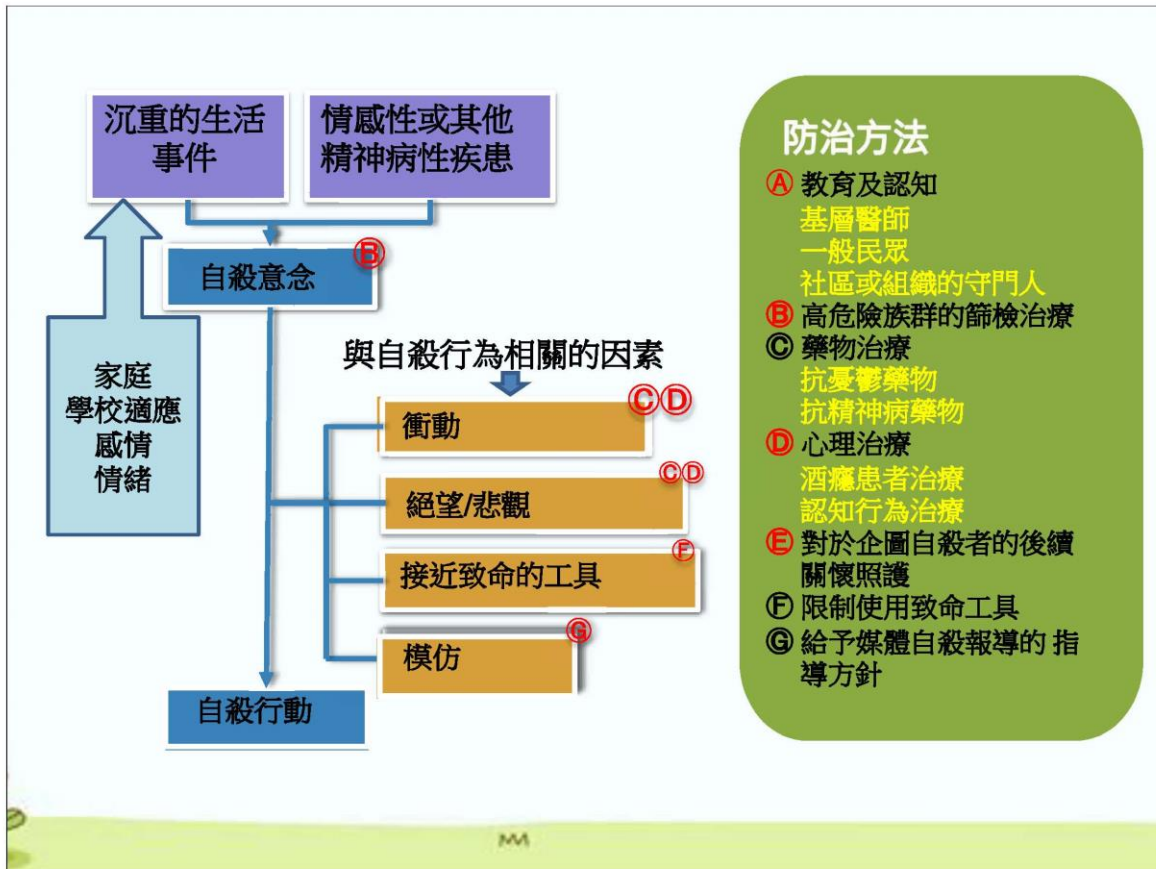 沉重的生活
事件
情感性或其他
精神病性疾患
Ⓑ
自殺意念
家庭
學校適應
感情
情緒
與自殺行為相關的因素
ⒸⒹ
衝動
ⒸⒹ
絕望/悲觀
Ⓕ
接近致命的工具
Ⓖ
模仿
自殺行動
防治方法
Ⓐ 教育及認知
基層醫師
一般民眾
社區或組織的守門人
Ⓑ 高危險族群的篩檢治療
Ⓒ 藥物治療
抗憂鬱藥物
抗精神病藥物
Ⓓ 心理治療
酒癮患者治療
認知行為治療
Ⓔ 對於企圖自殺者的後續
關懷照護
Ⓕ 限制使用致命工具
Ⓖ 給予媒體自殺報導的 指
導方針